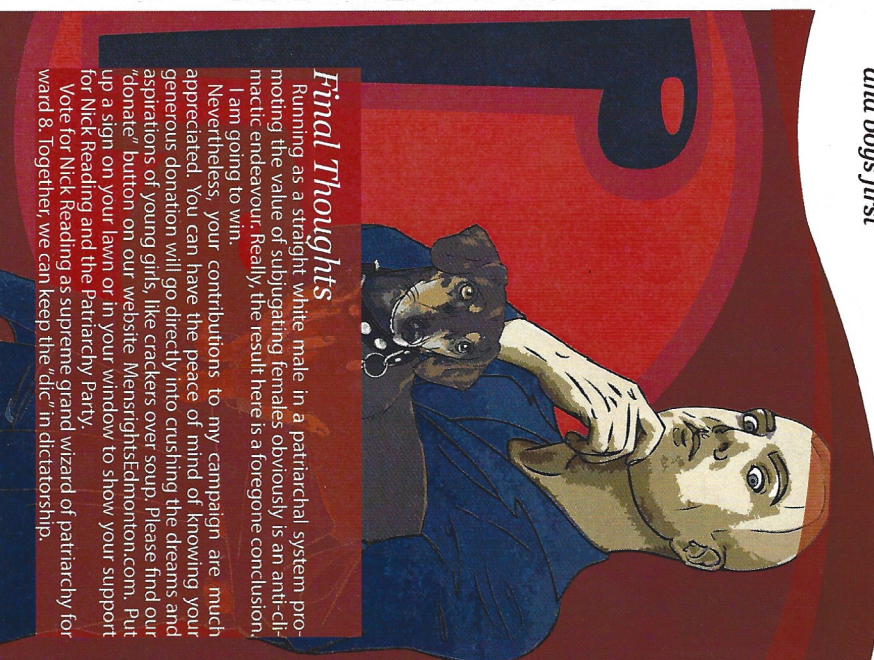 and dogs first
Final Thoughts
Running as a straight white male in a patriarchal system pro-
moting the value of subjugating females obviously is an anti-cli-
mactic endeavour. Really, the result here is a foregone conclusion.
I am going to win.
Nevertheless, your contributions to my campaign are much
appreciated. You can have the peace of mind of knowing your
generous donation will go directly into crushing the dreams and
aspirations of young girls, like crackers over soup. Please find our
"donate" button on our website MensrightsEdmonton.com. Put
up a sign on your lawn or in your window to show your support
for Nick Reading and the Patriarchy Party.
Vote for Nick Reading as supreme grand wizard of patriarchy for
ward 8. Together, we can keep the "dic" in dictatorship.